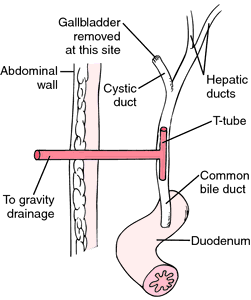 Gallbladder
removed
at this site
Abdominal
wall
Cystic
duct
Hepatic
ducts
T-tube
To gravity
drainage
Common
bile duct
Duodenum